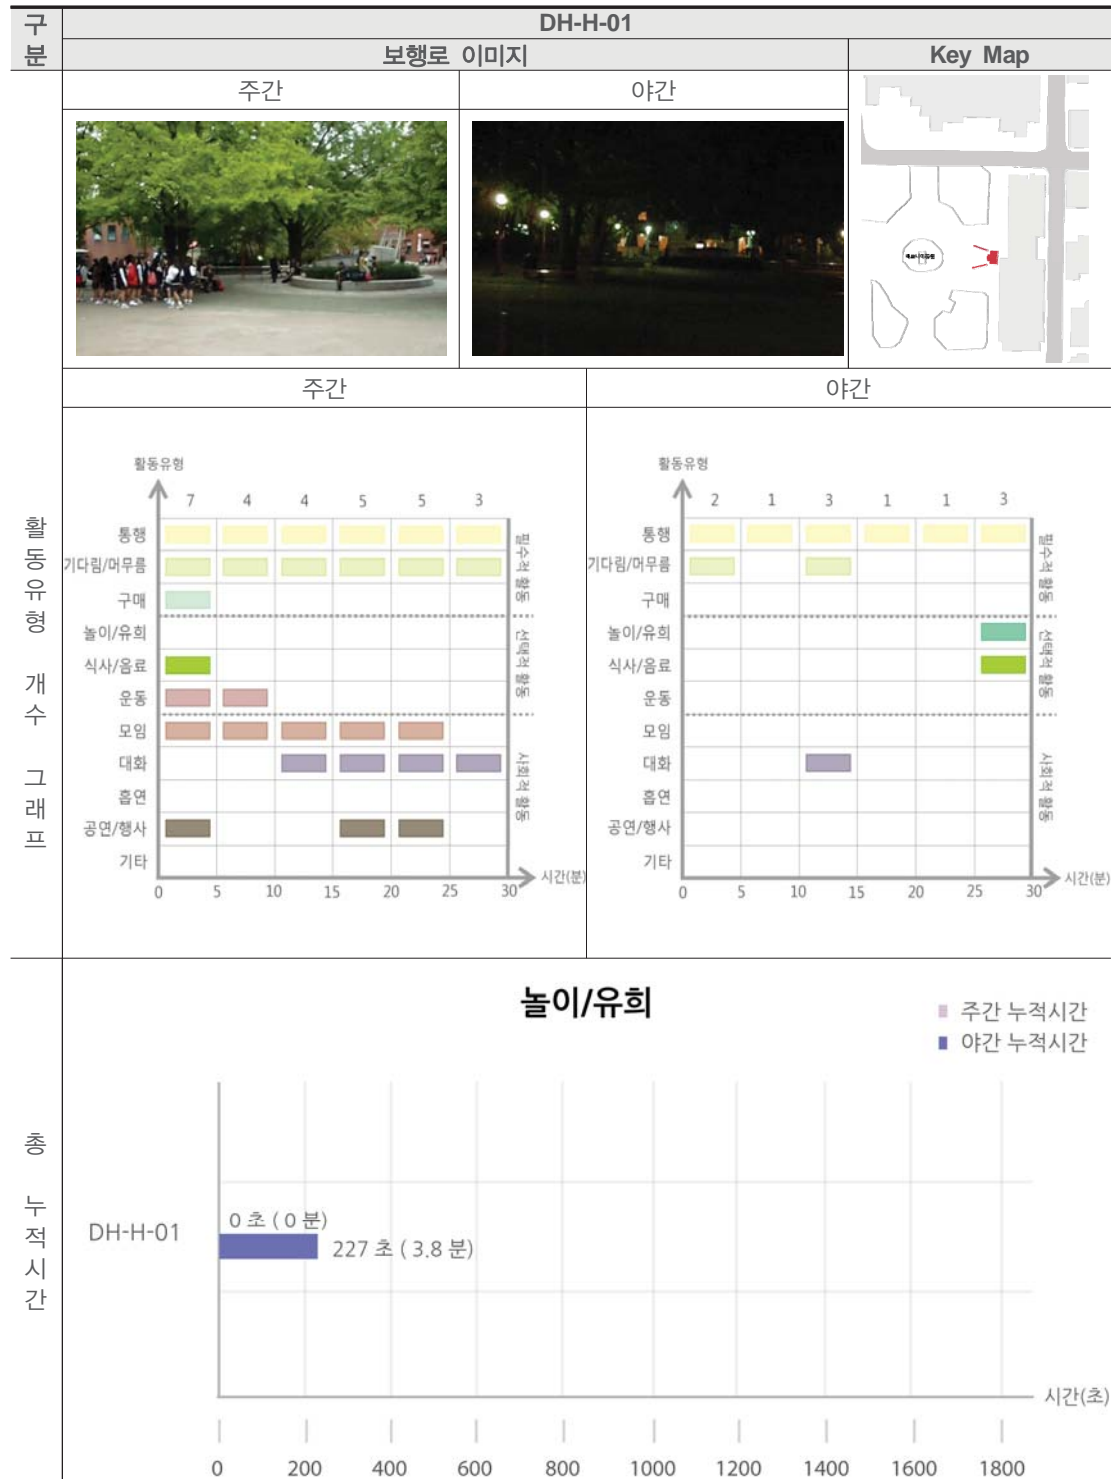 구분
DH-H-01
보행로 이미지
Key Map
주간
야간
주간
야간
활동유형 개수 그래프
활동유형
7 4 4 5 5 3
통행
기다림/머무름
구매
놀이/유희
식사/음료
운동
모임
대화
흡연
공연/행사
기타
필수적 활동
선택적 활동
사회적 활동
0 5 10 15 20 25 30
시간(분)
활동유형
2 1 3 1 1 3
통행
기다림/머무름
구매
놀이/유희
식사/음료
운동
모임
대화
흡연
공연/행사
기타
필수적 활동
선택적 활동
사회적 활동
0 5 10 15 20 25 30
시간(분)
총 누적시간
놀이/유희
주간 누적시간
야간 누적시간
DH-H-01
0 초 ( 0 분)
227 초 ( 3.8 분)
시간(초)
0 200 400 600 800 1000 1200 1400 1600 1800